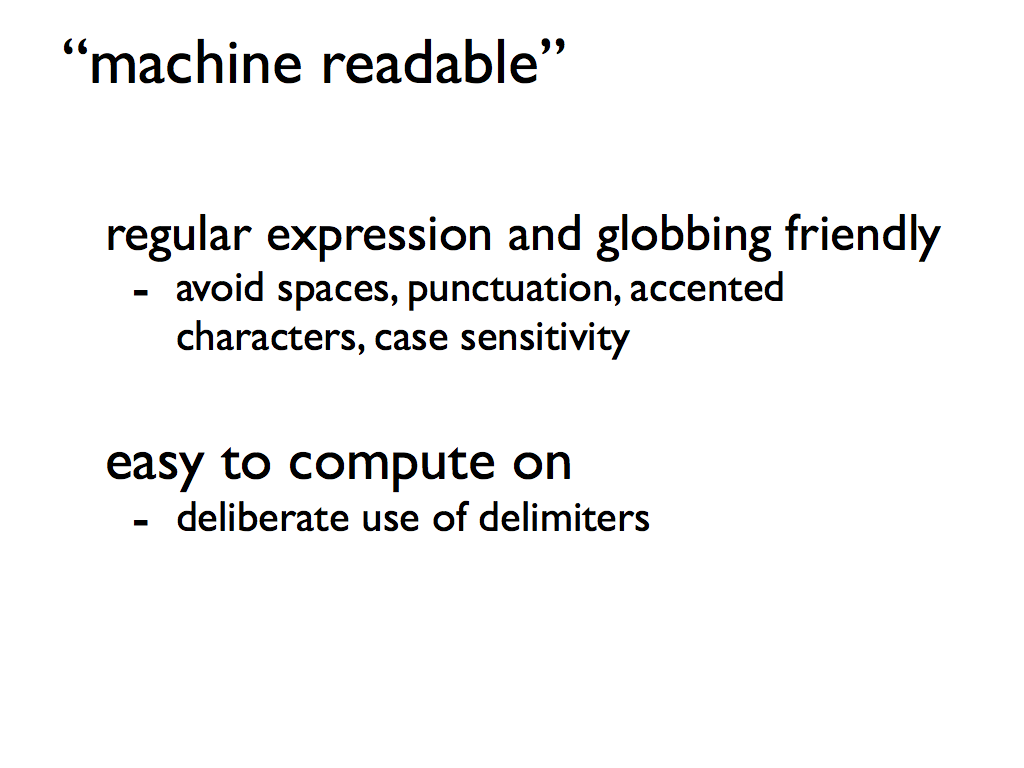 “machine readable”
regular expression and globbing friendly
- avoid spaces, punctuation, accented
characters, case sensitivity
easy to compute on
- deliberate use of delimiters